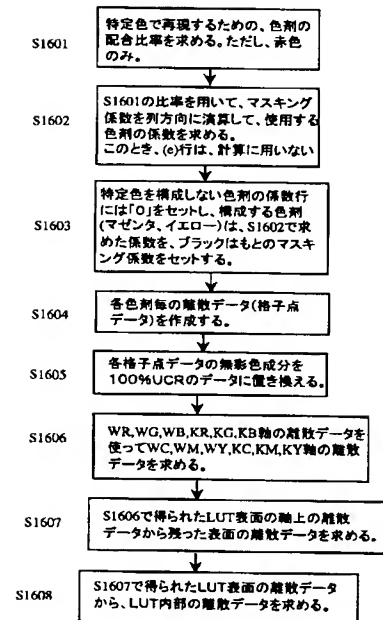 S1601
特定色で再現するための、色剤の
配合比率を求める。ただし、赤色
のみ。
S1602
S1601の比率を用いて、マスキング
係数を列方向に演算して、使用する
色剤の係数を求める。
このとき、(e)行は、計算に用いない
S1603
特定色を構成しない色剤の係数行
には「0」をセットし、構成する色剤
(マゼンタ、イエロー)は、S1602で求
めた係数を、ブラックはもとのマスキ
ング係数をセットする。
S1604
各色剤毎の離散データ(格子点
データ)を作成する。
S1605
各格子点データの無彩色成分を
100%UCRのデータに置き換える。
S1606
WR,WG,WB,KR,KG,KB軸の離散データを
使ってWC,WM,WY,KC,KM,KY軸の離散
データを求める。
S1607
S1606で得られたLUT表面の軸上の離散
データから残った表面の離散データを求める。
S1608
S1607で得られたLUT表面の離散データ
から、LUT内部の離散データを求める。